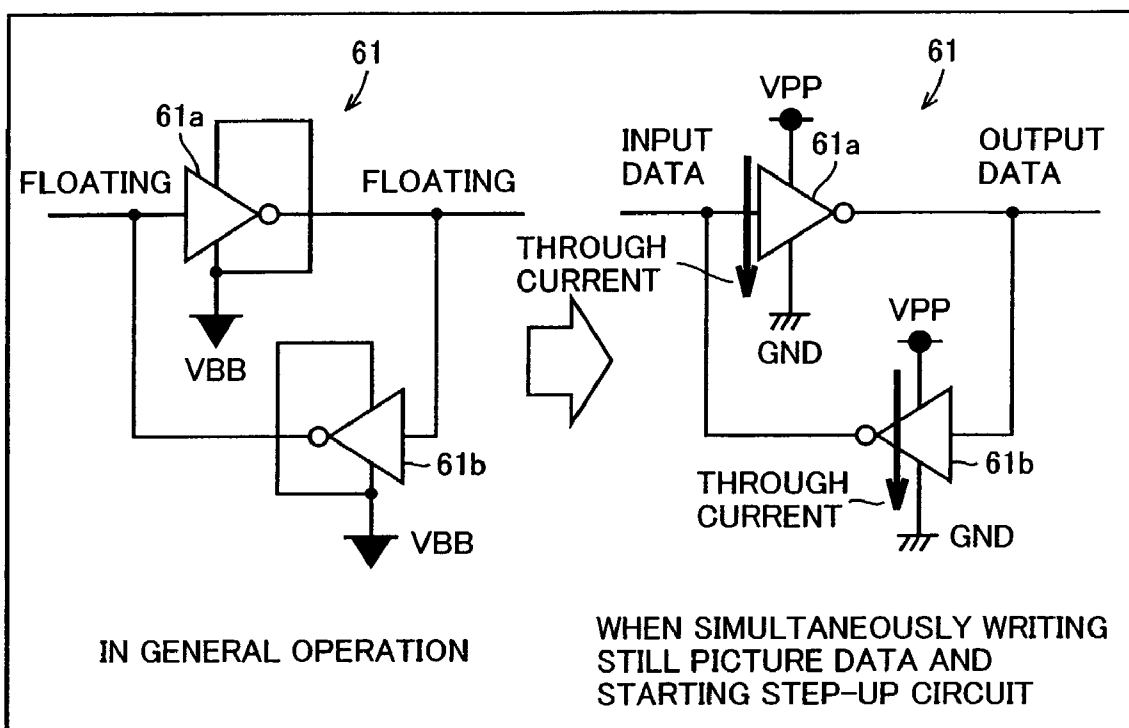 61
61a
FLOATING
FLOATING
VBB
61b
VBB
IN GENERAL OPERATION
61
VPP
INPUT
DATA
61a
OUTPUT
DATA
THROUGH
CURRENT
GND
VPP
61b
THROUGH
CURRENT
GND
WHEN SIMULTANEOUSLY WRITING
STILL PICTURE DATA AND
STARTING STEP-UP CIRCUIT